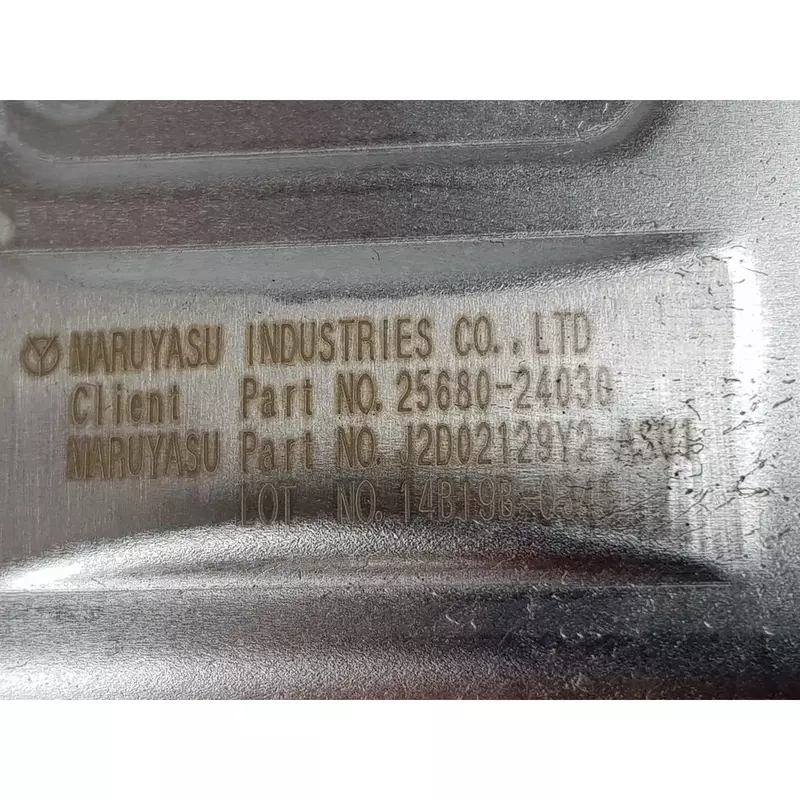 MARUYASU INDUSTRIES CO.,LTD
Client Part NO. 25680-24030
MARUYASU Part NO. J2D02129Y2-
LOT NO.